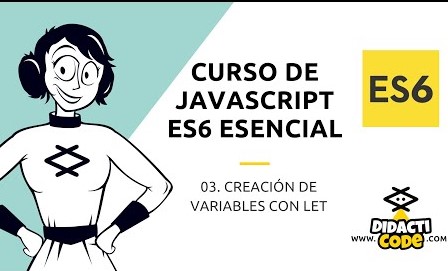 CURSO DE
JAVASCRIPT
ES6 ESENCIAL
ES6
03. CREACIÓN DE
VARIABLES CON LET
DIDACTI
WWW.CODE.COM